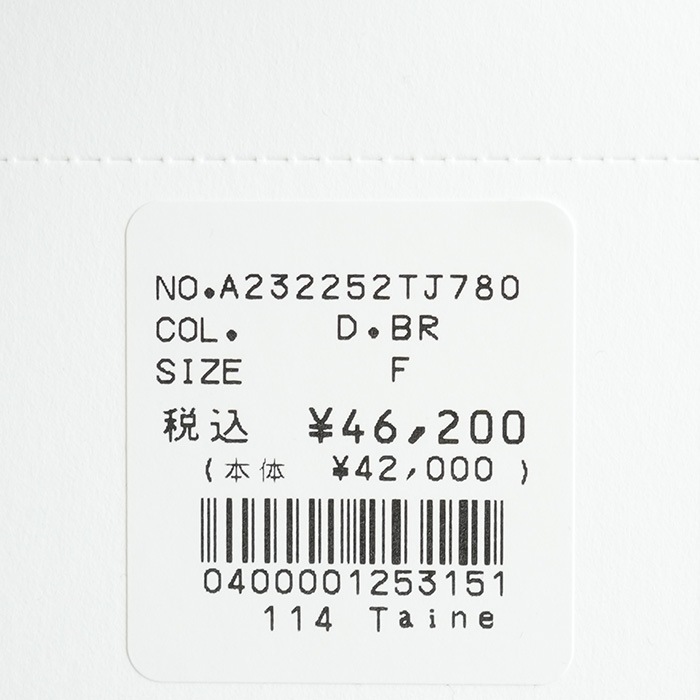 NO.A232252TJ780
COL. D.BR
SIZE F
税込 ¥46,200
(本体 ¥42,000 )
0400001253151
114 Taine